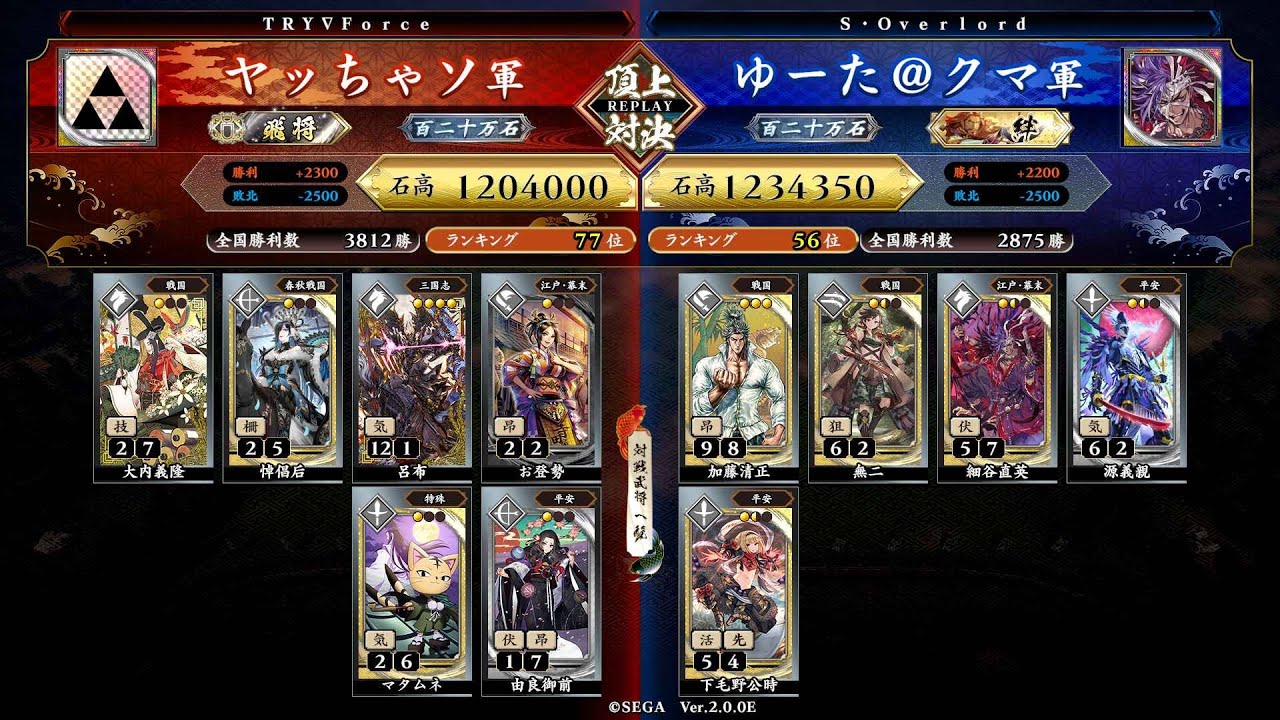 TRY∇Force
S・Overlord
ヤッちゃソ軍
頂上
REPLAY
対決
ゆーた@クマ軍
飛将
百二十万石
百二十万石
絆
勝利 +2300
敗北 -2500
石高 1204000
石高 1234350
勝利 +2200
敗北 -2500
全国勝利数 3812勝
ランキング 77位
ランキング 56位
全国勝利数 2875勝
戦国
技
2 7
大内義隆
春秋戦国
柵
2 5
悼倡后
三国志
気
12 1
呂布
江戸・幕末
昂
2 2
お登勢
戦国
昂
9 8
加藤清正
戦国
狙
6 2
無二
江戸・幕末
伏
5 7
細谷直英
平安
気
6 2
源義親
対戦武将一覧
特殊
気
2 6
マタムネ
平安
伏 昂
1 7
由良御前
平安
活 先
5 4
下毛野公時
©SEGA Ver.2.0.0E